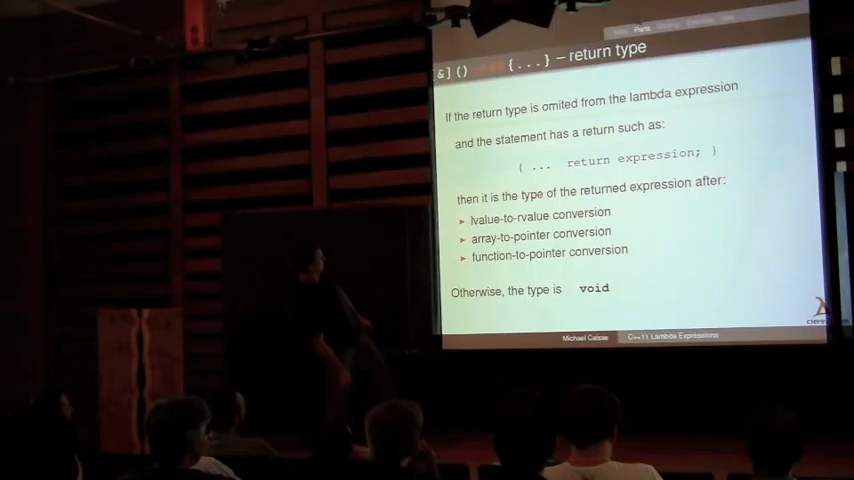 Parts
[&]() {...} – return type
If the return type is omited from the lambda expression
and the statement has a return such as:
{ ... return expression; }
then it is the type of the returned expression after:
lvalue-to-rvalue conversion
array-to-pointer conversion
function-to-pointer conversion
Otherwise, the type is void
Michael Caisse C++11 Lambda Expressions